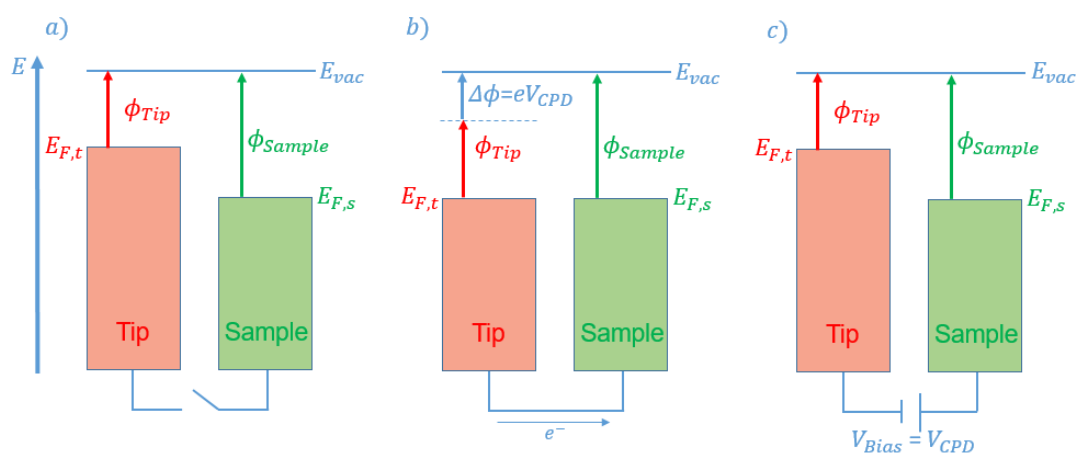 a)
E
E_vac
ϕ_Tip
E_F,t
ϕ_Sample
E_F,s
Tip
Sample
b)
E_vac
Δϕ=eV_CPD
ϕ_Tip
ϕ_Sample
E_F,t
E_F,s
Tip
Sample
e⁻
c)
E_vac
ϕ_Tip
E_F,t
ϕ_Sample
E_F,s
Tip
Sample
V_Bias = V_CPD